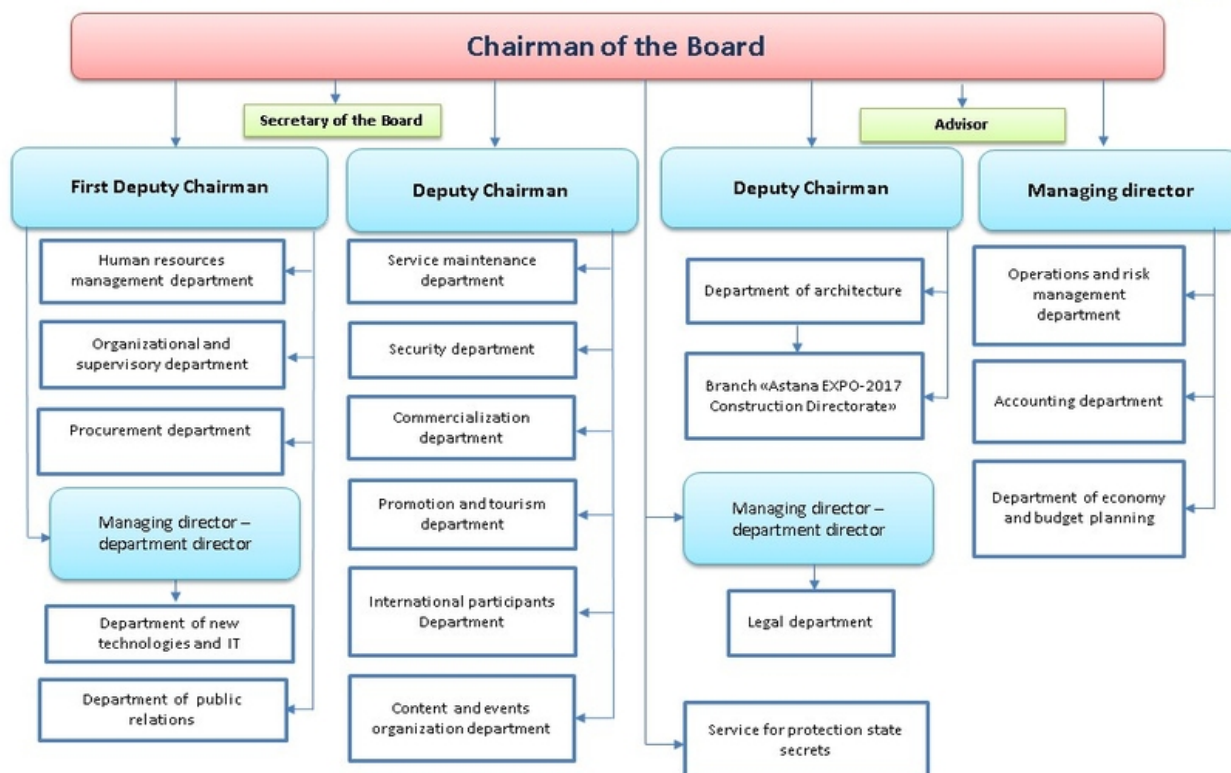 Chairman of the Board
Secretary of the Board
Advisor
First Deputy Chairman
Human resources
management department
Organizational and
supervisory department
Procurement department
Managing director –
department director
Department of new
technologies and IT
Department of public
relations
Deputy Chairman
Service maintenance
department
Security department
Commercialization
department
Promotion and tourism
department
International participants
Department
Content and events
organization department
Deputy Chairman
Department of architecture
Branch «Astana EXPO-2017
Construction Directorate»
Managing director –
department director
Legal department
Service for protection state
secrets
Managing director
Operations and risk
management
department
Accounting department
Department of economy
and budget planning